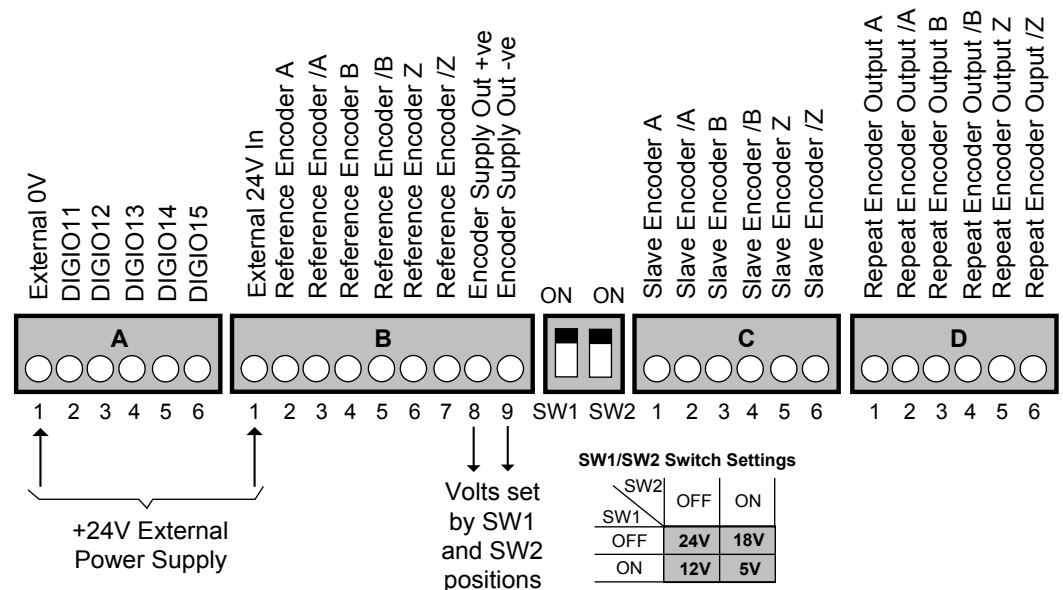 External 0V
DIGIO11
DIGIO12
DIGIO13
DIGIO14
DIGIO15
External 24V In
Reference Encoder A
Reference Encoder /A
Reference Encoder B
Reference Encoder /B
Reference Encoder Z
Reference Encoder /Z
Encoder Supply Out +ve
Encoder Supply Out -ve
Slave Encoder A
Slave Encoder /A
Slave Encoder B
Slave Encoder /B
Slave Encoder Z
Slave Encoder /Z
Repeat Encoder Output A
Repeat Encoder Output /A
Repeat Encoder Output B
Repeat Encoder Output /B
Repeat Encoder Output Z
Repeat Encoder Ouput /Z
ON ON
A B C D
1 2 3 4 5 6
1 2 3 4 5 6 7 8 9
SW1 SW2
1 2 3 4 5 6
1 2 3 4 5 6
+24V External
Power Supply
Volts set
by SW1
and SW2
positions
SW1/SW2 Switch Settings
SW2 OFF ON
SW1
OFF 24V 18V
ON 12V 5V